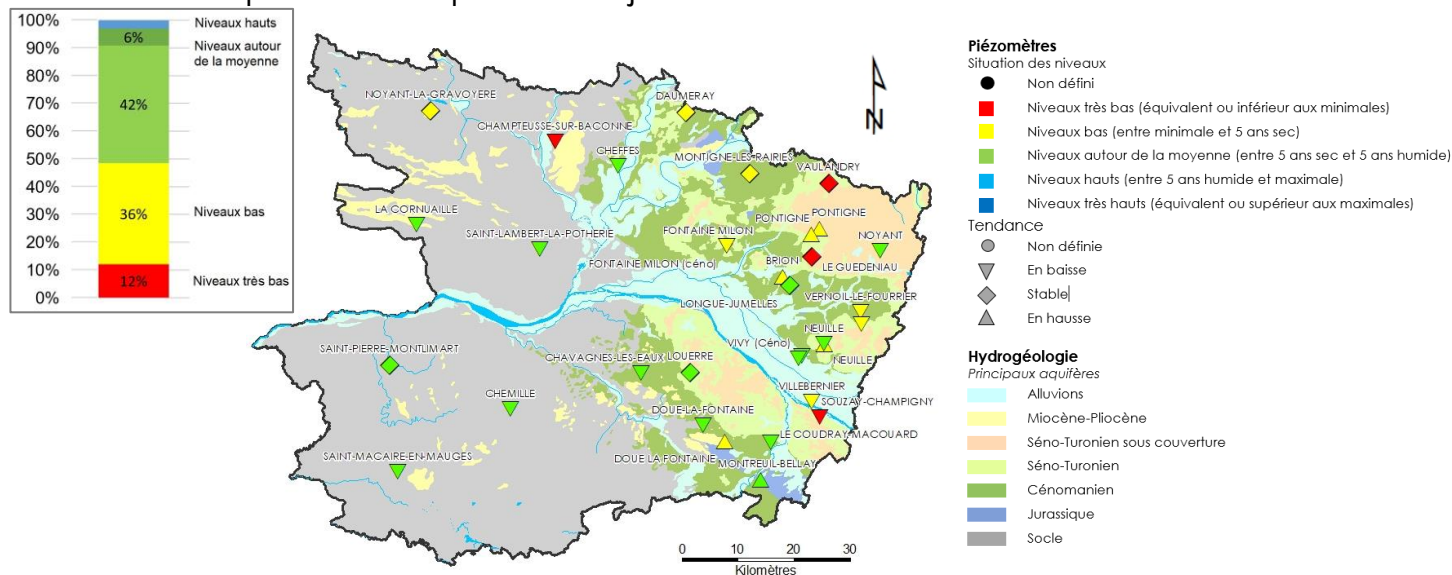 100%
90%
80%
70%
60%
50%
40%
30%
20%
10%
0%
6%
42%
36%
12%
Niveaux hauts
Niveaux autour
de la moyenne
Niveaux bas
Niveaux très bas
NOYANT-LA-GRAVOYERE
CHAMPTEUSSE-SUR-BACONNE
DAUMERAY
CHEFFES
MONTIGNE-LES-RAIRIES
VAULANDRY
LA CORNUAILLE
SAINT-LAMBERT-LA-POTHERIE
FONTAINE MILON
PONTIGNE
PONTIGNE
NOYANT
FONTAINE MILON (céno)
BRION
LE GUEDENIAU
LONGUE-JUMELLES
VERNOIL-LE-FOURRIER
NEUILLE
VIVY (Céno)
NEUILLE
SAINT-PIERRE-MONTLIMART
CHAVAGNES-LES-EAUX
LOUERRE
CHEMILLE
VILLEBERNIER
SOUZAY-CHAMPIGNY
DOUE-LA-FONTAINE
LE COUDRAY-MACOUARD
SAINT-MACAIRE-EN-MAUGES
DOUE LA FONTAINE
MONTREUIL-BELLAY
N
0 10 20 30
Kilomètres
Piézomètres
Situation des niveaux
Non défini
Niveaux très bas (équivalent ou inférieur aux minimales)
Niveaux bas (entre minimale et 5 ans sec)
Niveaux autour de la moyenne (entre 5 ans sec et 5 ans humide)
Niveaux hauts (entre 5 ans humide et maximale)
Niveaux très hauts (équivalent ou supérieur aux maximales)
Tendance
Non définie
En baisse
Stable
En hausse
Hydrogéologie
Principaux aquifères
Alluvions
Miocène-Pliocène
Séno-Turonien sous couverture
Séno-Turonien
Cénomanien
Jurassique
Socle